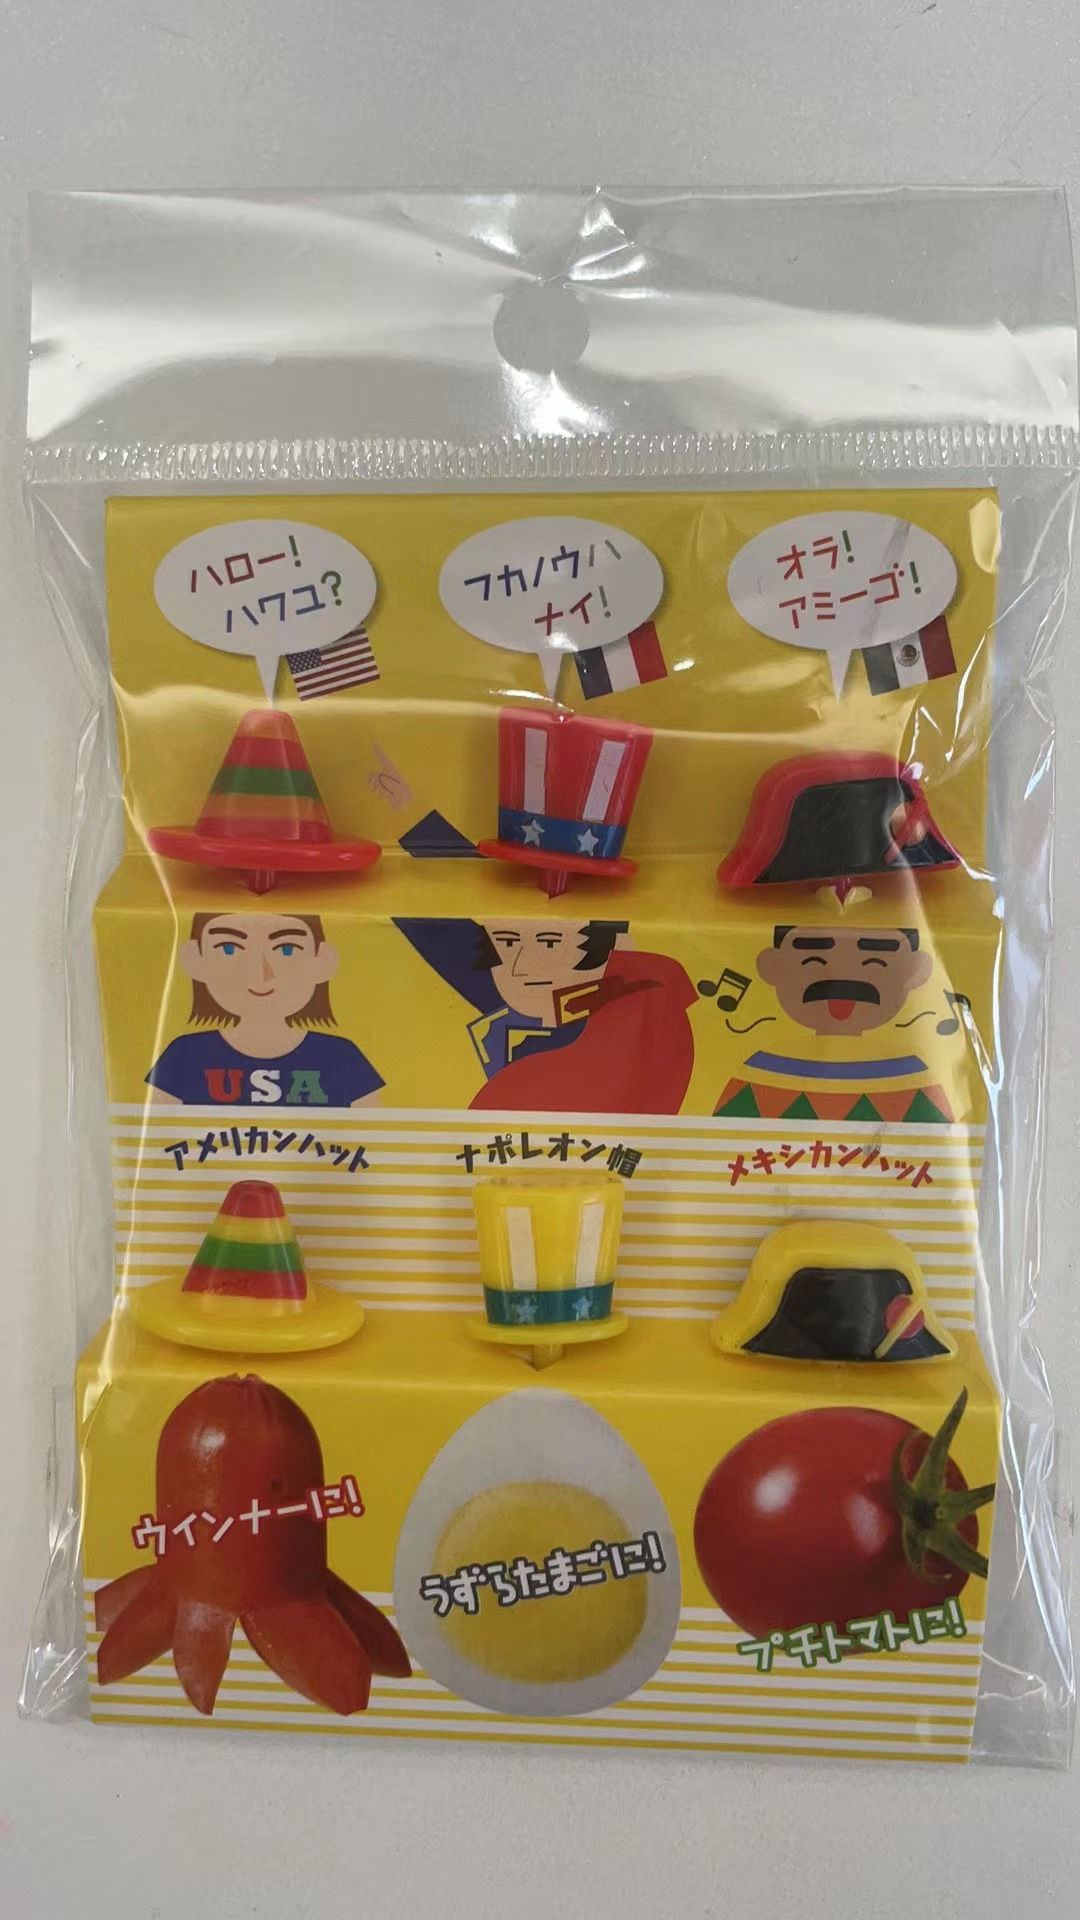 ハロー!
ハワユ?
フカノウハ
ナイ!
オラ!
アミーゴ!
USA
アメリカンハット
ナポレオン帽
メキシカンハット
ウインナーに!
うずらたまごに!
プチトマトに!